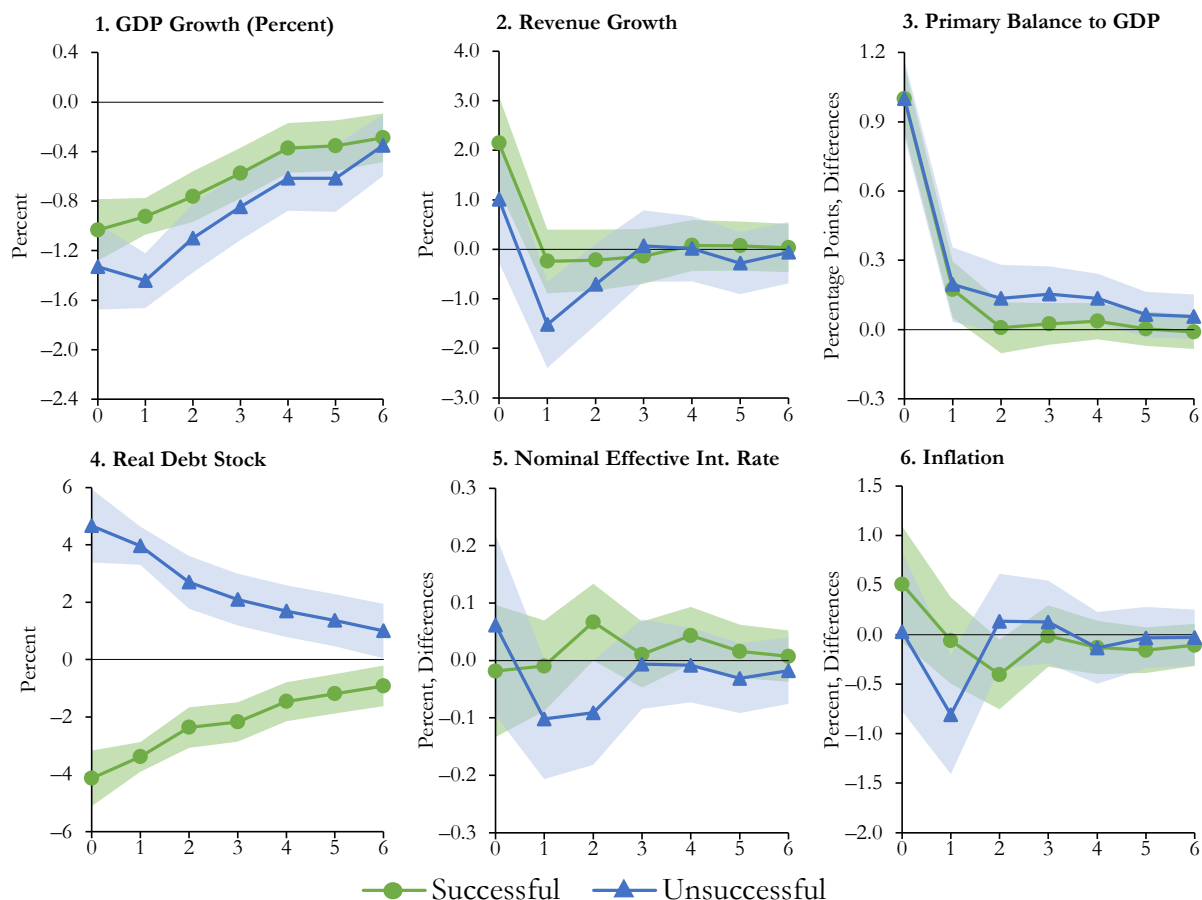 1. GDP Growth (Percent)
Percent
0.4
0.0
–0.4
–0.8
–1.2
–1.6
–2.0
–2.4
0 1 2 3 4 5 6
2. Revenue Growth
Percent
4.0
3.0
2.0
1.0
0.0
–1.0
–2.0
–3.0
0 1 2 3 4 5 6
3. Primary Balance to GDP
Percentage Points, Differences
1.2
0.9
0.6
0.3
0.0
–0.3
0 1 2 3 4 5 6
4. Real Debt Stock
Percent
6
4
2
0
–2
–4
–6
0 1 2 3 4 5 6
5. Nominal Effective Int. Rate
Percent, Differences
0.3
0.2
0.1
0.0
–0.1
–0.2
–0.3
0 1 2 3 4 5 6
6. Inflation
Percent, Differences
1.5
1.0
0.5
0.0
–0.5
–1.0
–1.5
–2.0
0 1 2 3 4 5 6
Successful Unsuccessful